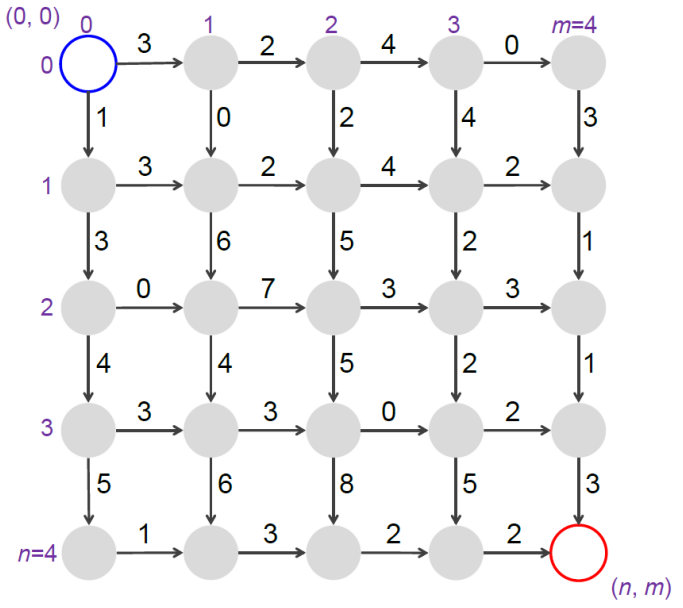 (0, 0) 0 1 2 3 m=4
0 3 2 4 0
1 0 2 4 3
1 3 2 4 2
3 6 5 2 1
2 0 7 3 3
4 4 5 2 1
3 3 3 0 2
5 6 8 5 3
n=4 1 3 2 2
(n, m)